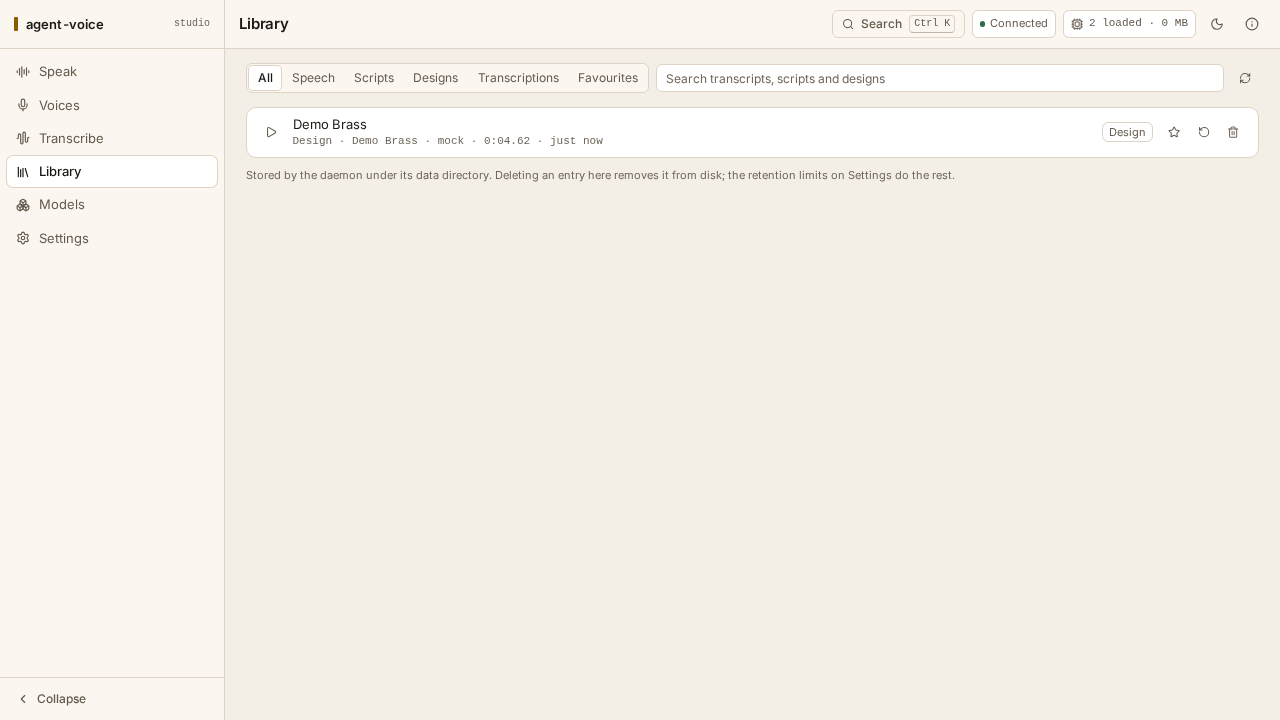 agent-voice studio
Library
Search Ctrl K
Connected
2 loaded · 0 MB
Speak
Voices
Transcribe
Library
Models
Settings
Collapse
All Speech Scripts Designs Transcriptions Favourites
Search transcripts, scripts and designs
Demo Brass
Design · Demo Brass · mock · 0:04.62 · just now
Design
Stored by the daemon under its data directory. Deleting an entry here removes it from disk; the retention limits on Settings do the rest.